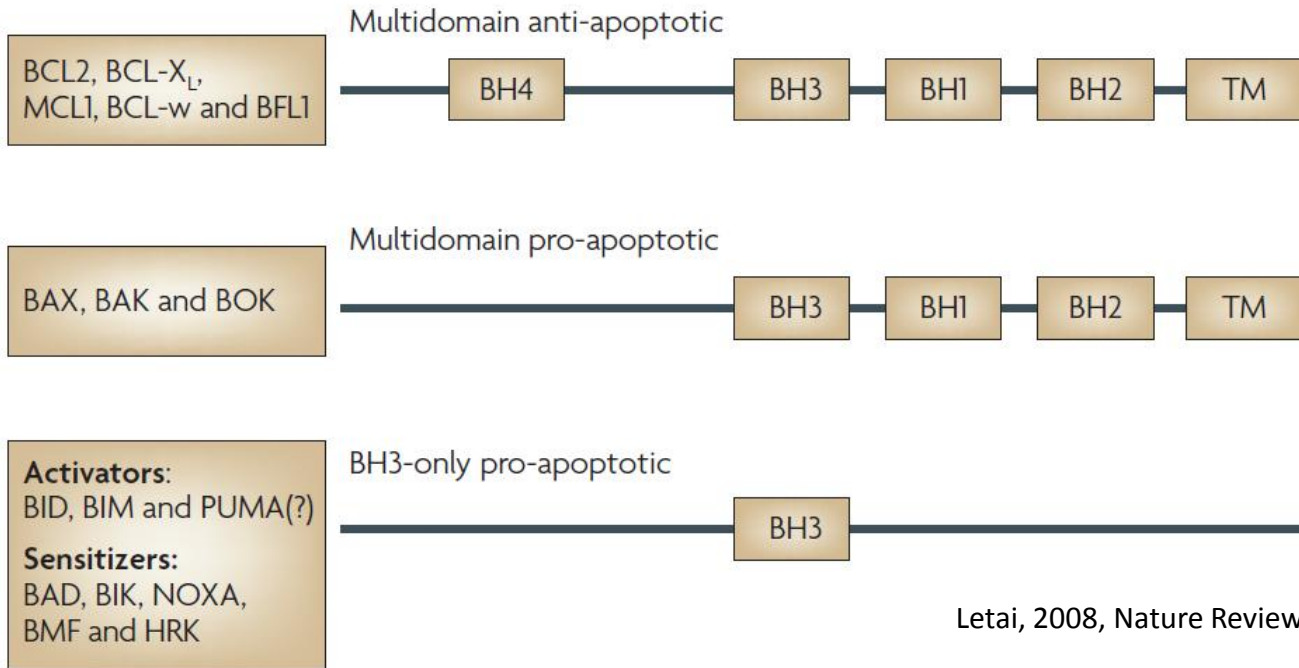 Multidomain anti-apoptotic
BCL2, BCL-XL,
MCL1, BCL-w and BFL1
BH4 BH3 BH1 BH2 TM
Multidomain pro-apoptotic
BAX, BAK and BOK
BH3 BH1 BH2 TM
BH3-only pro-apoptotic
Activators:
BID, BIM and PUMA(?)
Sensitizers:
BAD, BIK, NOXA,
BMF and HRK
BH3
Letai, 2008, Nature Review